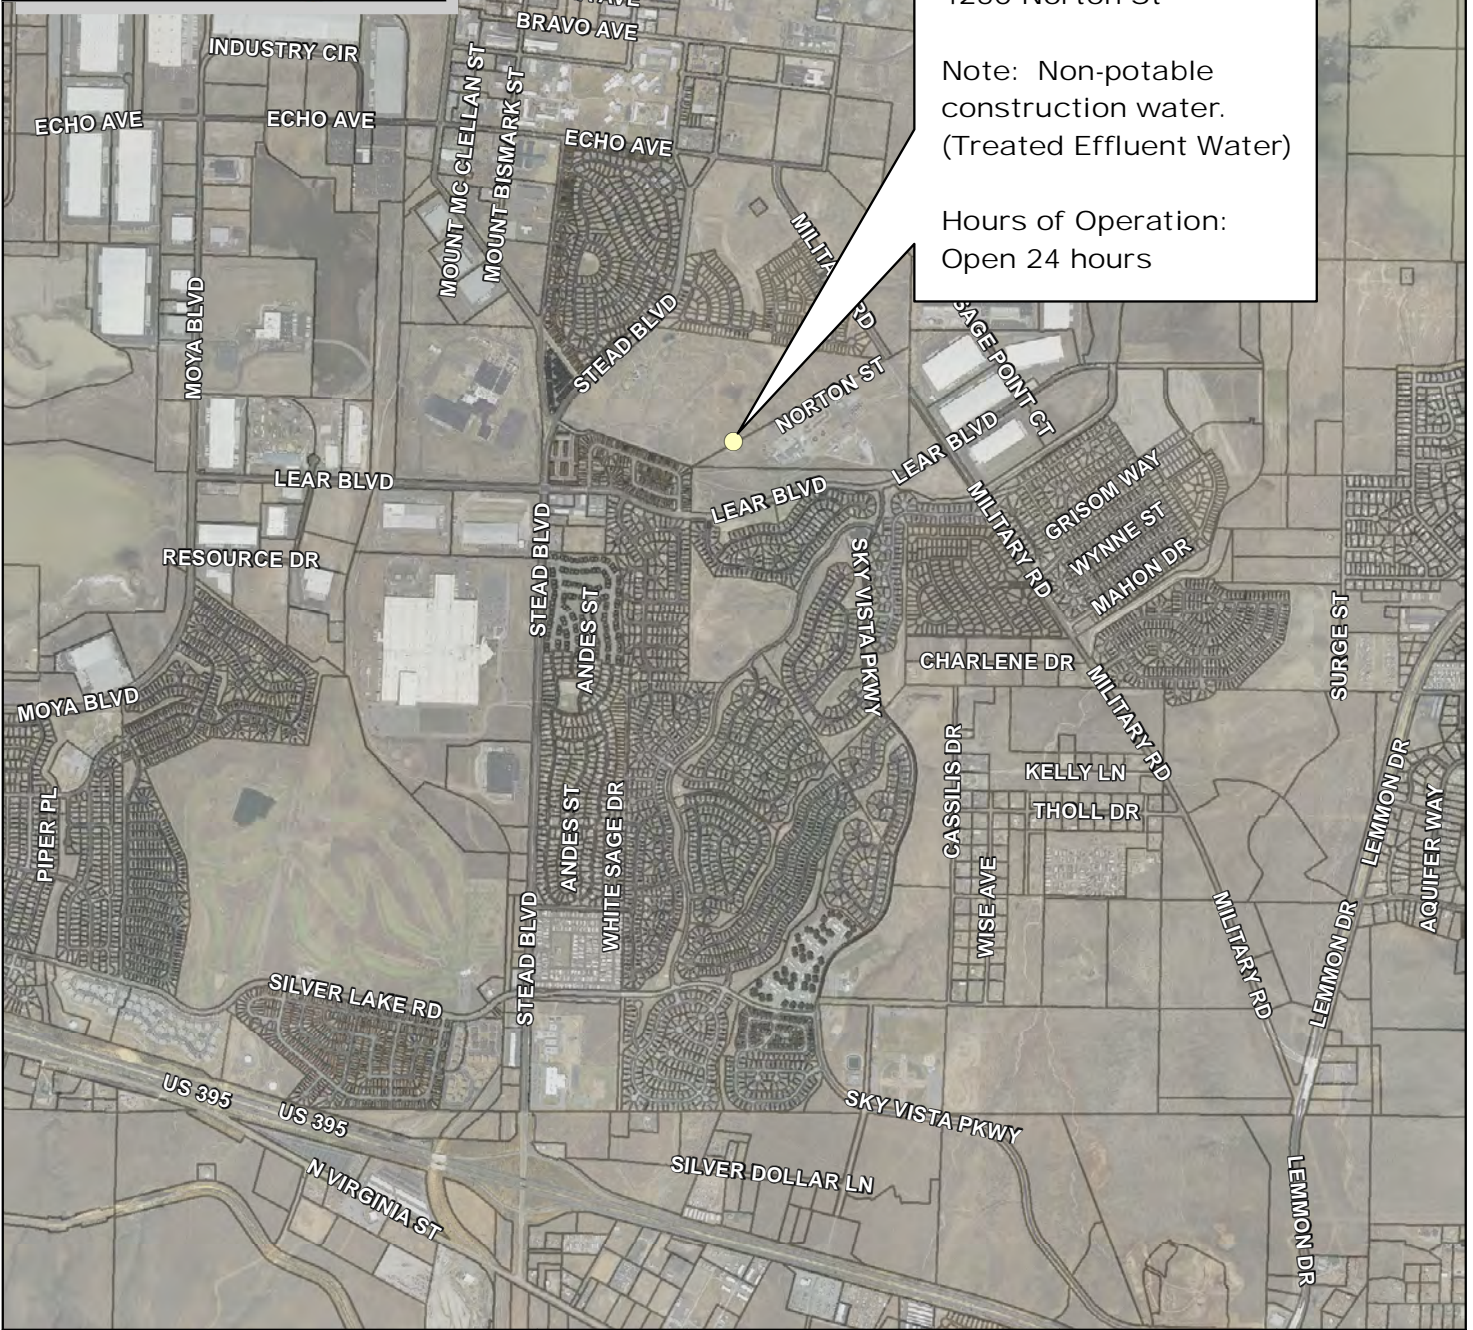 BRAVO AVE
INDUSTRY CIR
Note: Non-potable
construction water.
(Treated Effluent Water)
Hours of Operation:
Open 24 hours
ECHO AVE
ECHO AVE
ECHO AVE
MOUNT MC CLELLAN ST
MOUNT BISMARK ST
MOYA BLVD
STEAD BLVD
NORTON ST
SAGE POINT CT
LEAR BLVD
LEAR BLVD
LEAR BLVD
MILITARY RD
GRISOM WAY
WYNNE ST
MAHON DR
RESOURCE DR
STEAD BLVD
ANDES ST
SKY VISTA PKWY
CHARLENE DR
SURGE ST
MOYA BLVD
MILITARY RD
CASSILIS DR
KELLY LN
THOLL DR
LEMMON DR
AQUIFER WAY
PIPER PL
ANDES ST
WHITE SAGE DR
WISE AVE
STEAD BLVD
MILITARY RD
LEMMON DR
SILVER LAKE RD
US 395
US 395
SKY VISTA PKWY
N VIRGINIA ST
SILVER DOLLAR LN
LEMMON DR